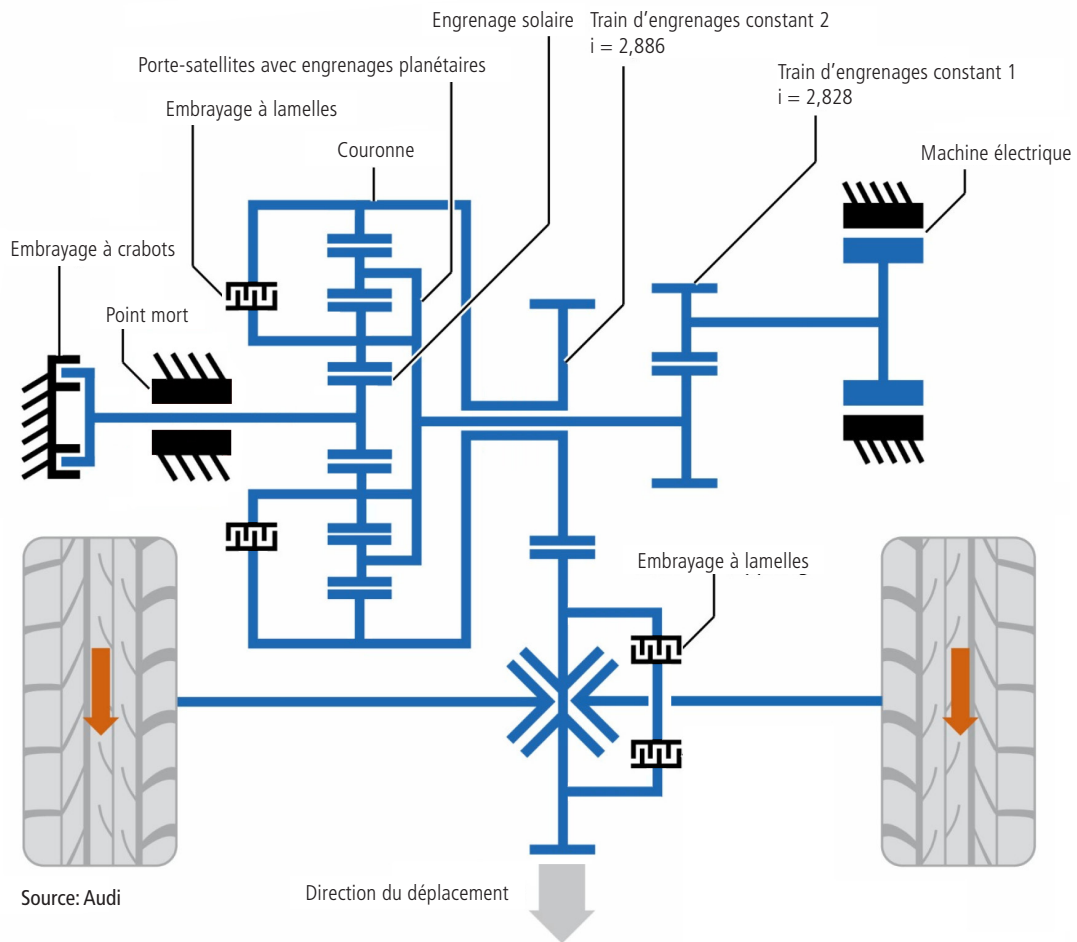 Engrenage solaire
Train d’engrenages constant 2
i = 2,886
Porte-satellites avec engrenages planétaires
Train d’engrenages constant 1
i = 2,828
Embrayage à lamelles
Couronne
Machine électrique
Embrayage à crabots
Point mort
Embrayage à lamelles
Direction du déplacement
Source: Audi